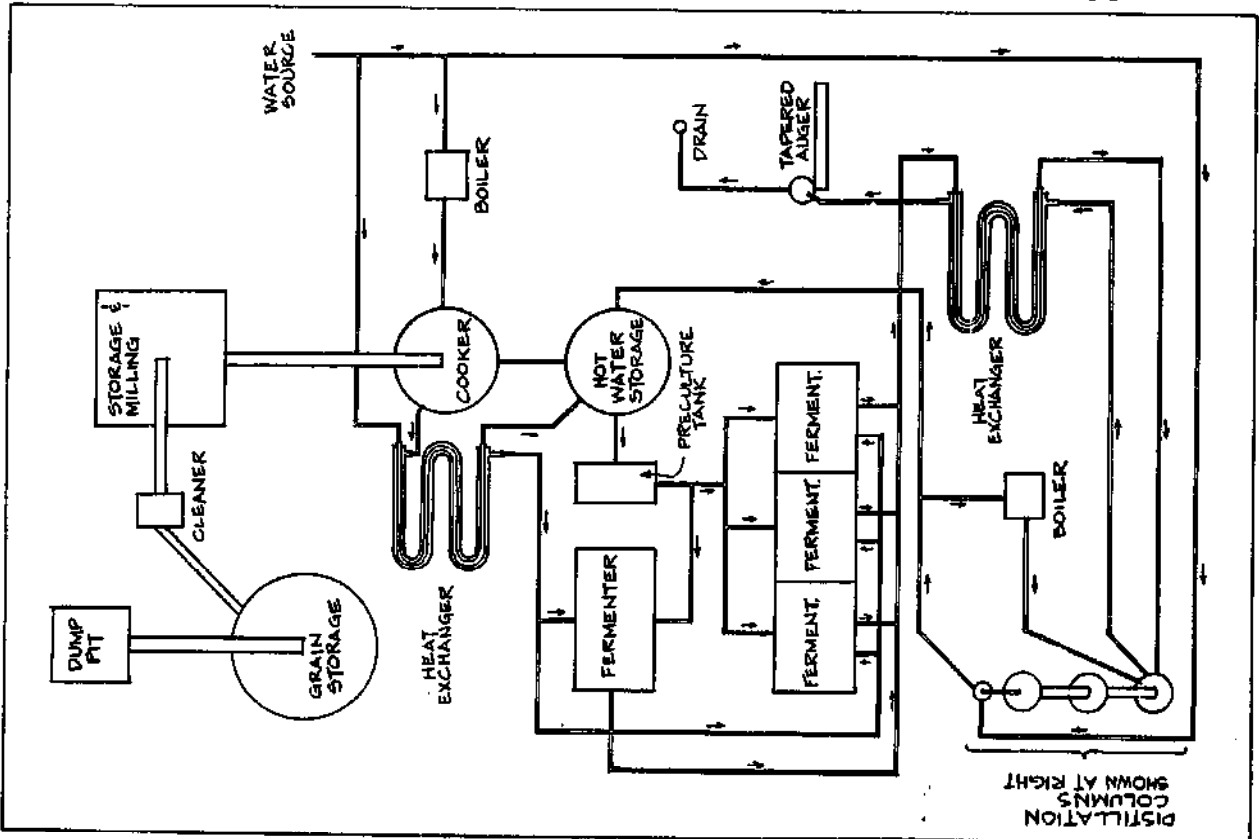 WATER
SOURCE
BOILER
STORAGE &
MILLING
COOKER
CLEANER
DUMP
PIT
GRAIN
STORAGE
HEAT
EXCHANGER
HOT
WATER
STORAGE
PRECULTURE
TANK
FERMENTER
FERMENT.
FERMENT.
FERMENT.
DRAIN
TAPERED
AUGER
HEAT
EXCHANGER
BOILER
DISTILLATION
COLUMNS
SHOWN AT RIGHT